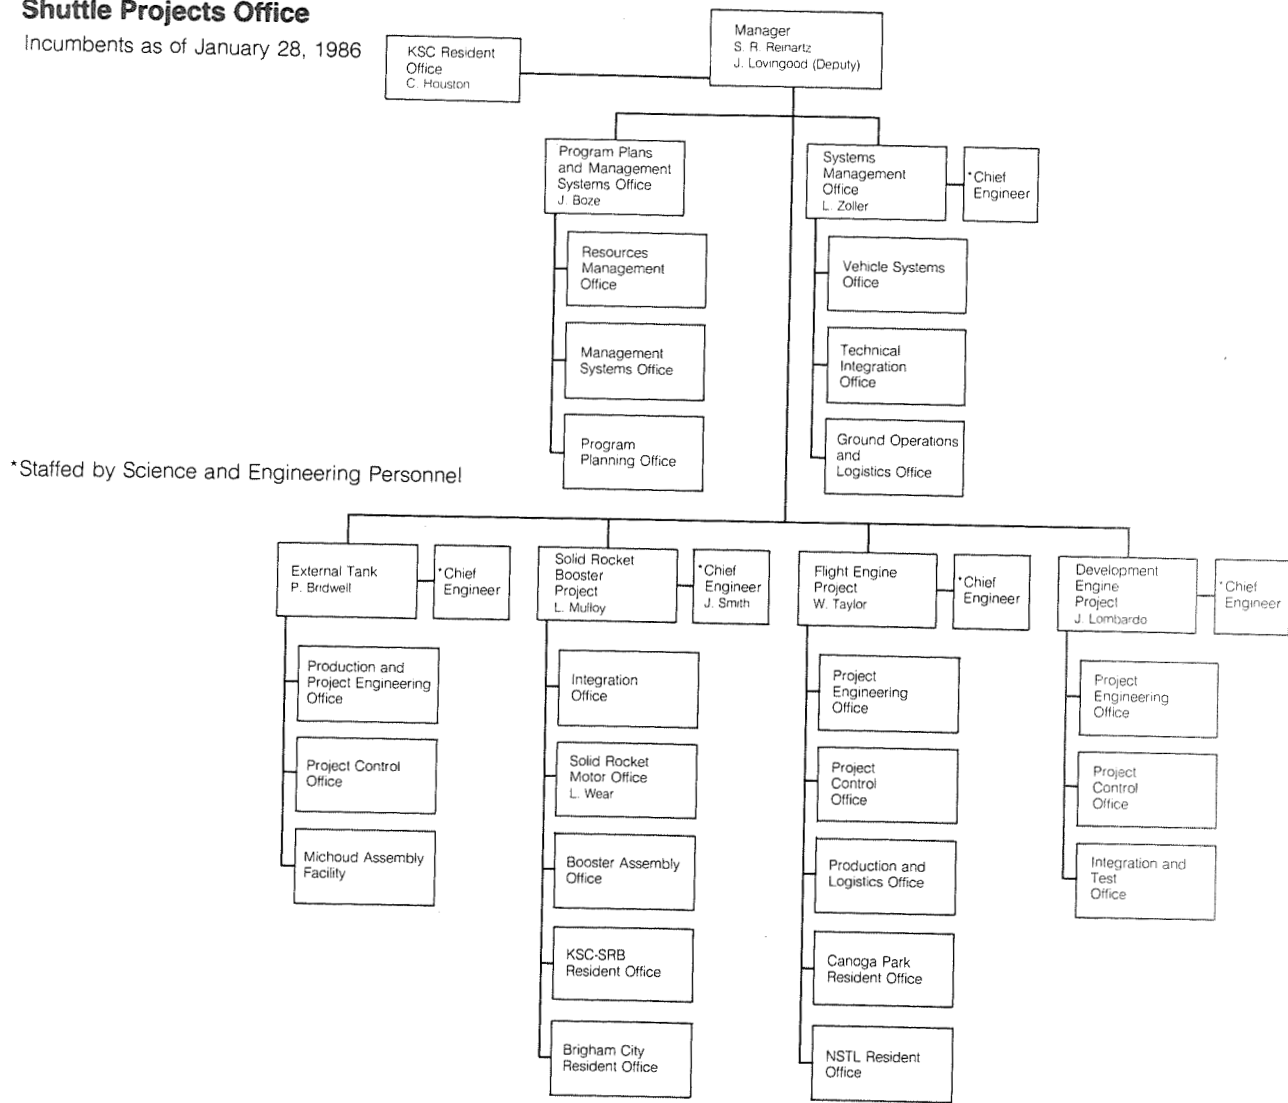 Shuttle Projects Office
Incumbents as of January 28, 1986
KSC Resident
Office
C. Houston
Manager
S. R. Reinartz
J. Lovingood (Deputy)
Program Plans
and Management
Systems Office
J. Boze
Systems
Management
Office
L. Zoller
*Chief
Engineer
Resources
Management
Office
Management
Systems Office
Program
Planning Office
Vehicle Systems
Office
Technical
Integration
Office
Ground Operations
and
Logistics Office
*Staffed by Science and Engineering Personnel
External Tank
P. Bridwell
*Chief
Engineer
Production and
Project Engineering
Office
Project Control
Office
Michoud Assembly
Facility
Solid Rocket
Booster
Project
L. Mulloy
*Chief
Engineer
J. Smith
Integration
Office
Solid Rocket
Motor Office
L. Wear
Booster Assembly
Office
KSC-SRB
Resident Office
Brigham City
Resident Office
Flight Engine
Project
W. Taylor
*Chief
Engineer
Project
Engineering
Office
Project
Control
Office
Production and
Logistics Office
Canoga Park
Resident Office
NSTL Resident
Office
Development
Engine
Project
J. Lombardo
*Chief
Engineer
Project
Engineering
Office
Project
Control
Office
Integration and
Test
Office